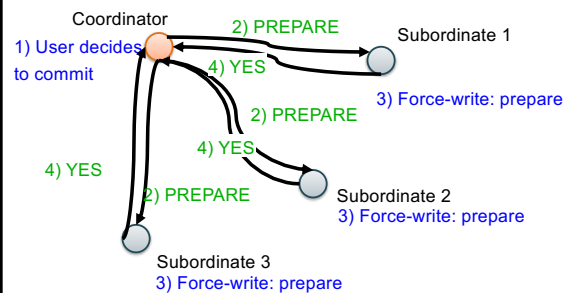 Coordinator
2) PREPARE
Subordinate 1
1) User decides
to commit
4) YES
3) Force-write: prepare
2) PREPARE
4) YES
4) YES
2) PREPARE
Subordinate 2
3) Force-write: prepare
Subordinate 3
3) Force-write: prepare